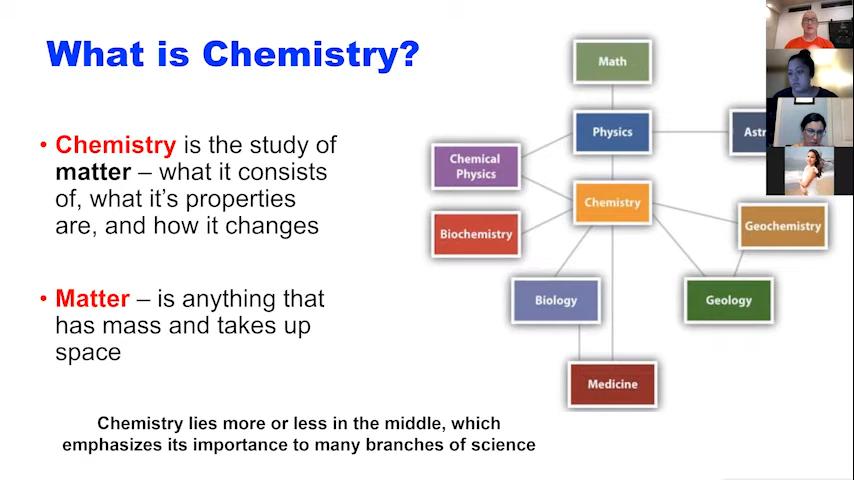 What is Chemistry?
• Chemistry is the study of
matter – what it consists
of, what it's properties
are, and how it changes
• Matter – is anything that
has mass and takes up
space
Math
Physics
Chemical
Physics
Chemistry
Biochemistry
Geochemistry
Biology
Geology
Medicine
Chemistry lies more or less in the middle, which
emphasizes its importance to many branches of science